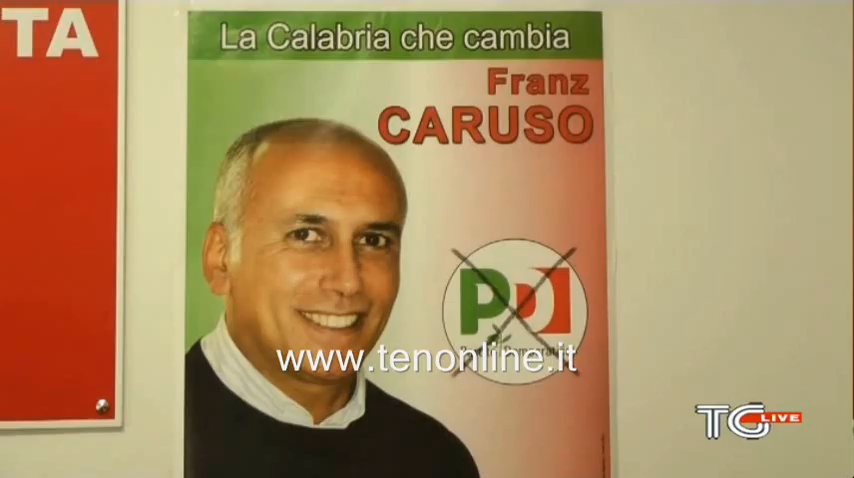 TA
La Calabria che cambia
Franz
CARUSO
PD
www.tenonline.it
TG LIVE